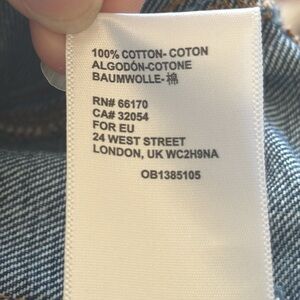 100% COTTON- COTON
ALGODÓN-COTONE
BAUMWOLLE-棉
RN# 66170
CA# 32054
FOR EU
24 WEST STREET
LONDON, UK WC2H9NA
OB1385105